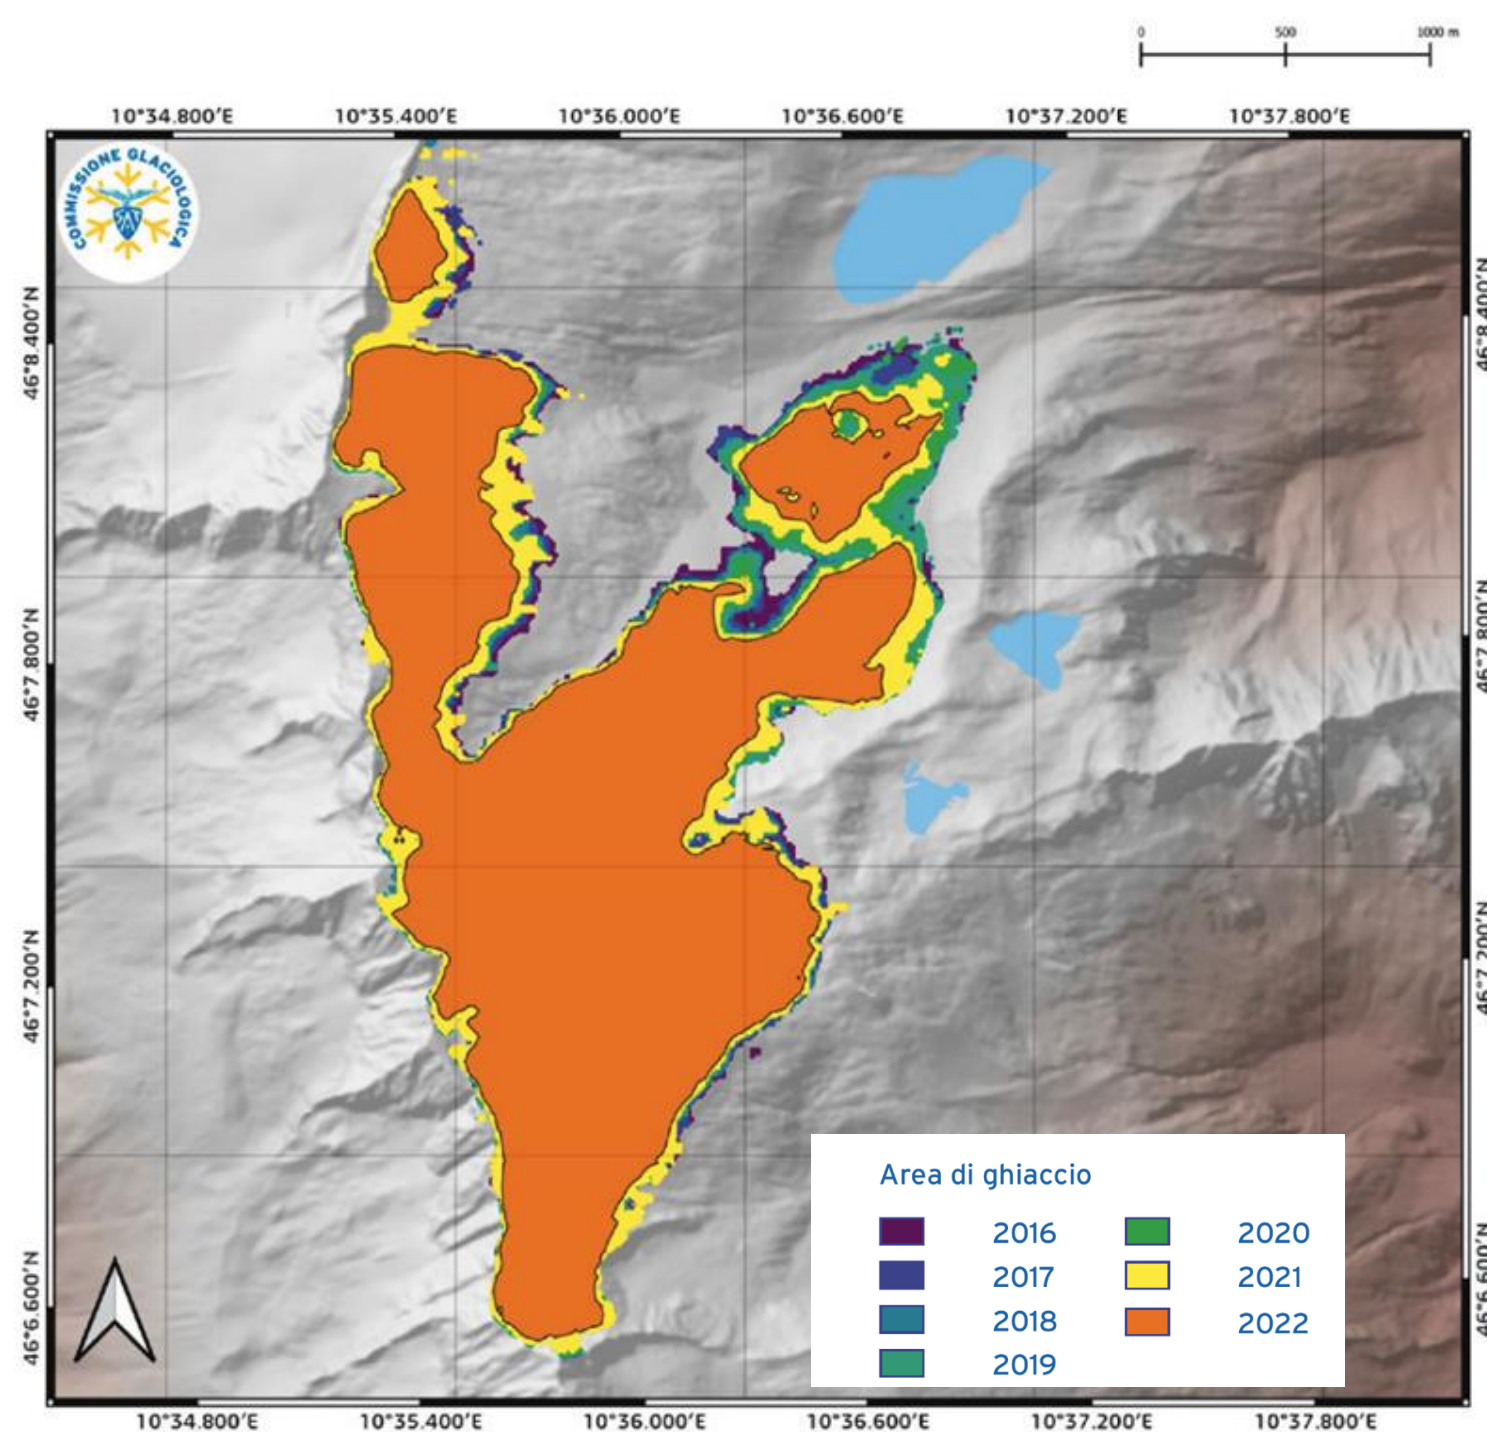 0 500 1000 m
10°34.800'E 10°35.400'E 10°36.000'E 10°36.600'E 10°37.200'E 10°37.800'E
COMMISSIONE GLACIOLOGICA
SAT
46°8.400'N 46°8.400'N
46°7.800'N 46°7.800'N
46°7.200'N 46°7.200'N
46°6.600'N 46°6.600'N
Area di ghiaccio
2016 2020
2017 2021
2018 2022
2019
10°34.800'E 10°35.400'E 10°36.000'E 10°36.600'E 10°37.200'E 10°37.800'E